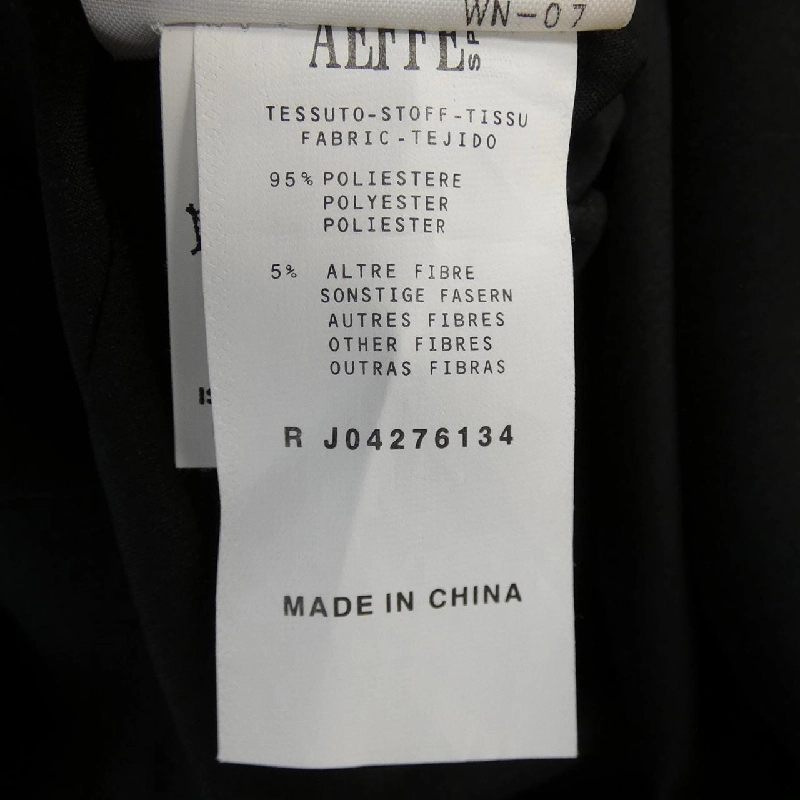 WN-07
AEFFE SPA
TESSUTO-STOFF-TISSU
FABRIC-TEJIDO
95% POLIESTERE
POLYESTER
POLIESTER
5% ALTRE FIBRE
SONSTIGE FASERN
AUTRES FIBRES
OTHER FIBRES
OUTRAS FIBRAS
R J04276134
MADE IN CHINA